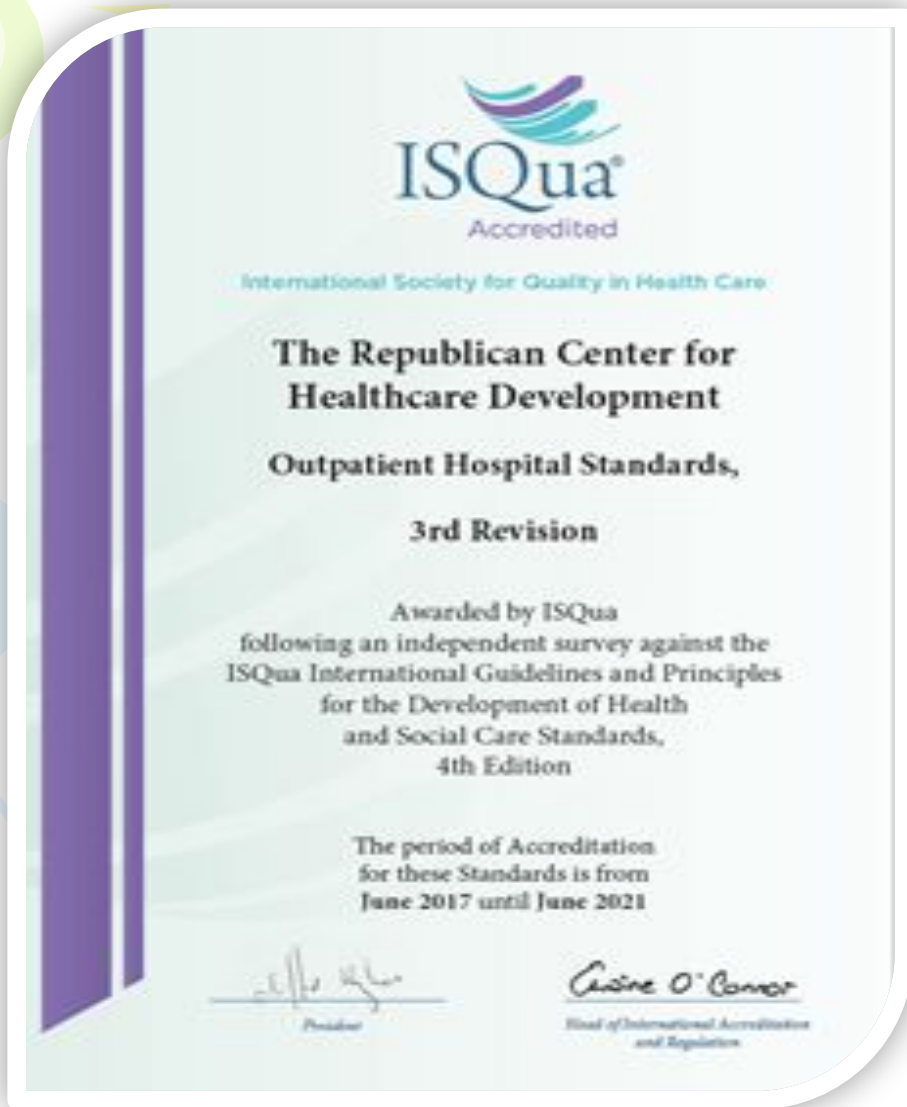 ISQua®
Accredited
International Society for Quality in Health Care
The Republican Center for
Healthcare Development
Outpatient Hospital Standards,
3rd Revision
Awarded by ISQua
following an independent survey against the
ISQua International Guidelines and Principles
for the Development of Health
and Social Care Standards,
4th Edition
The period of Accreditation
for these Standards is from
June 2017 until June 2021
O'Connor
President
Head of International Accreditation
and Regulation